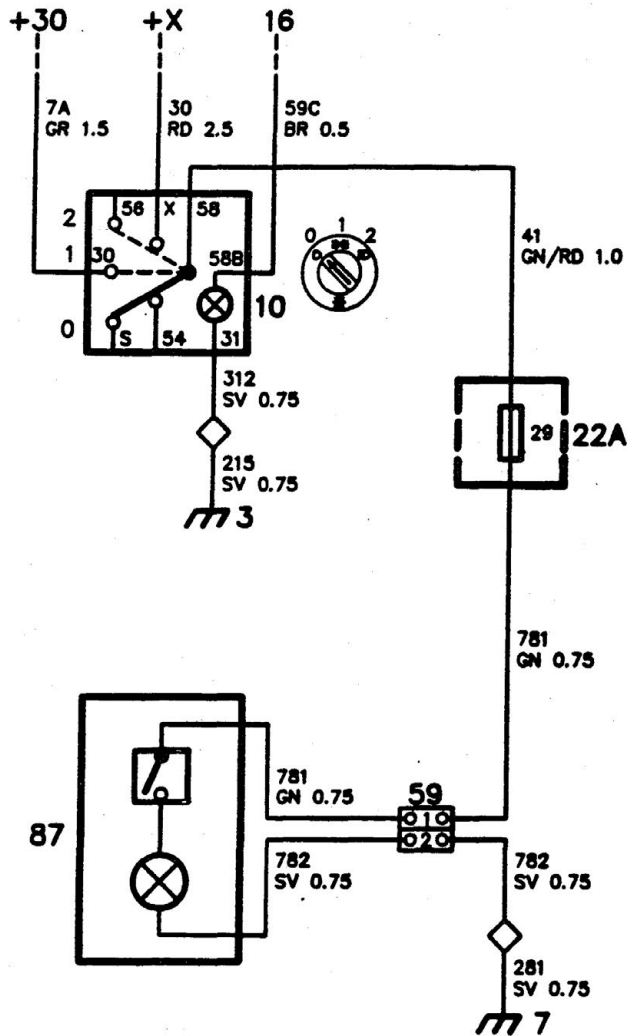 +30 +X 16
7A
GR 1.5
30
RD 2.5
59C
BR 0.5
2 56 X 58
1 30 58B
0 S 54 31
10
0 1 2
41
GN/RD 1.0
312
SV 0.75
215
SV 0.75
3
29 22A
781
GN 0.75
87
781
GN 0.75
59
1
2
782
SV 0.75
782
SV 0.75
281
SV 0.75
7